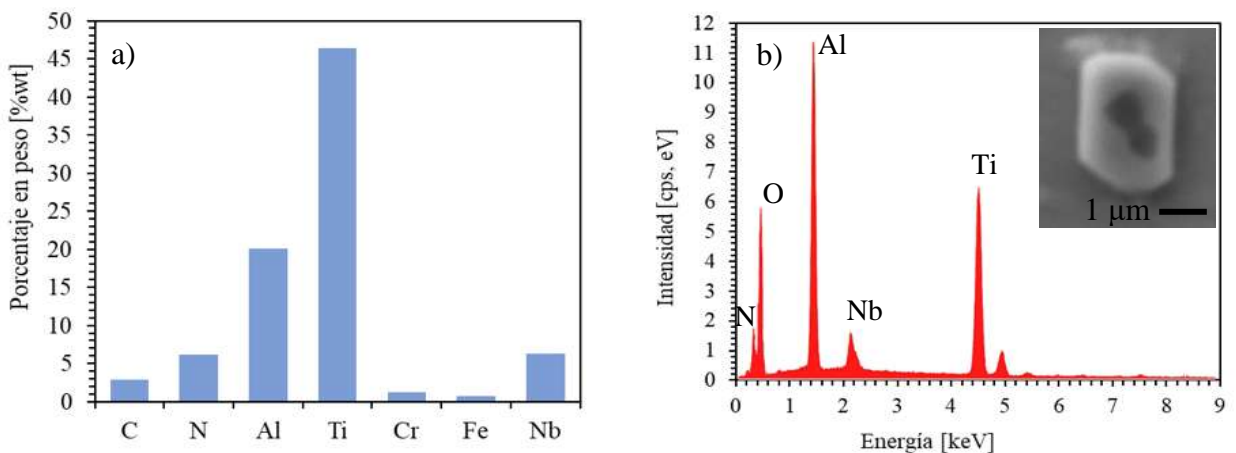 a)
Porcentaje en peso [%wt]
50
45
40
35
30
25
20
15
10
5
0
C N Al Ti Cr Fe Nb
b)
Intensidad [cps, eV]
12
11
10
9
8
7
6
5
4
3
2
1
0
N
O
Al
Nb
Ti
1 µm
0 1 2 3 4 5 6 7 8 9
Energía [keV]